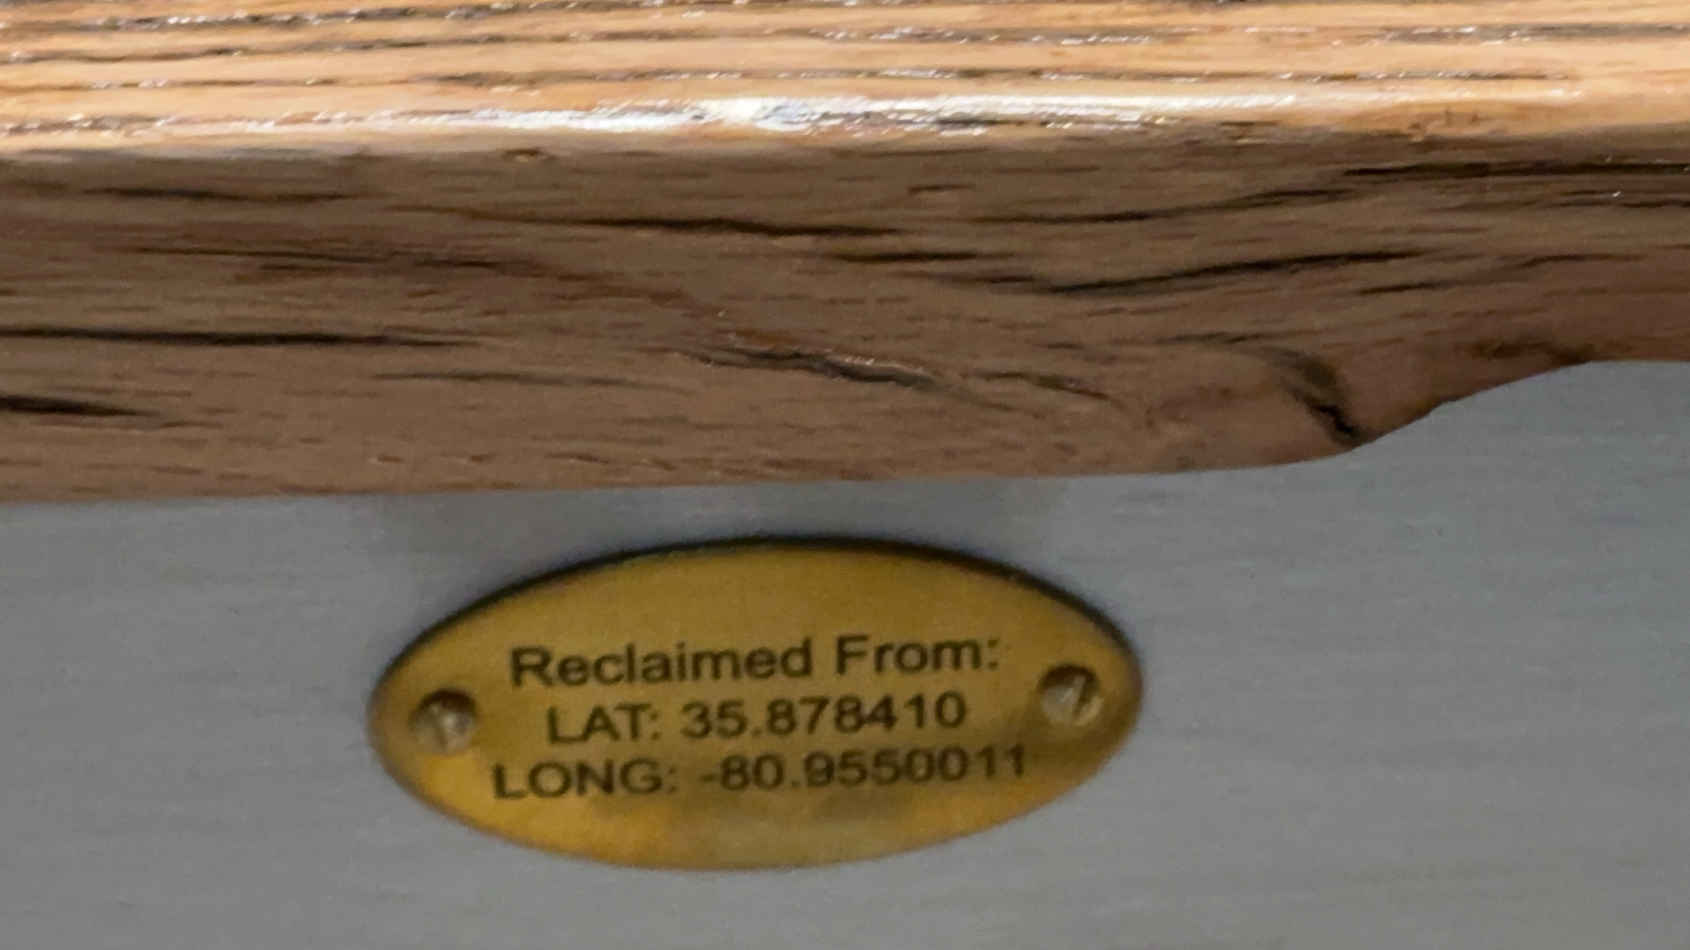 Reclaimed From:
LAT: 35.878410
LONG: -80.9550011